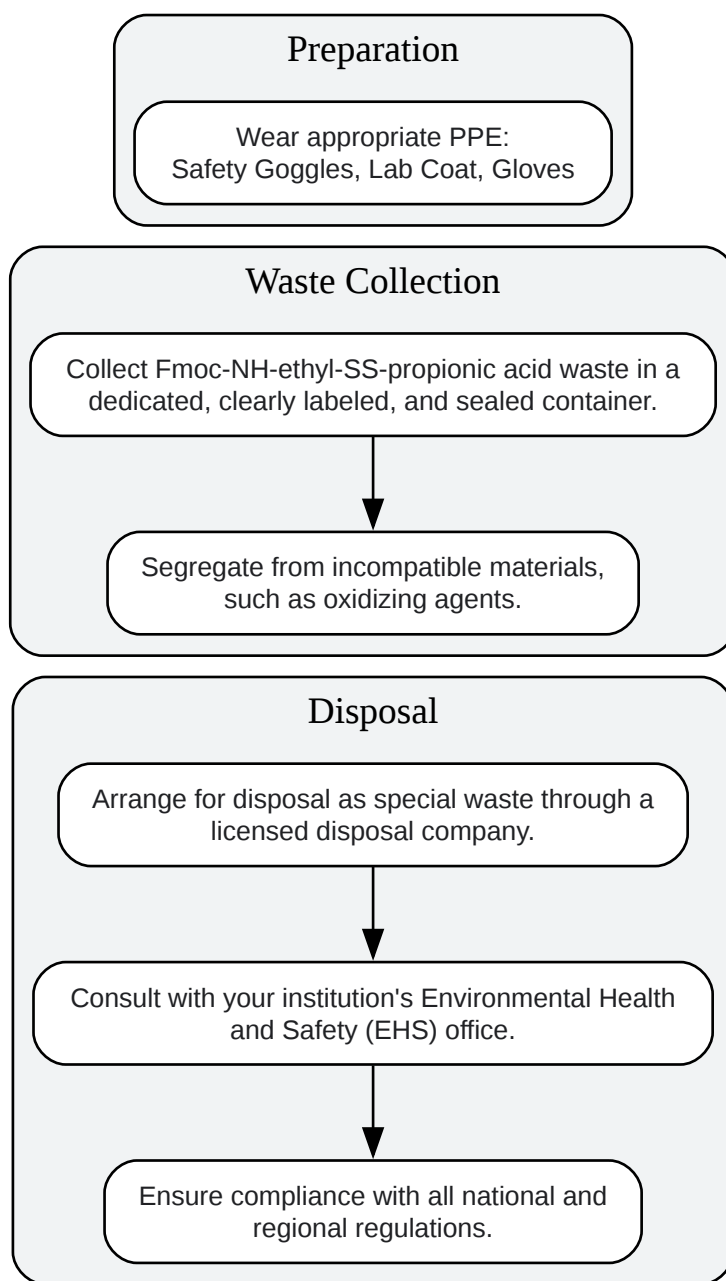 Preparation
Wear appropriate PPE:
Safety Goggles, Lab Coat, Gloves
Waste Collection
Collect Fmoc-NH-ethyl-SS-propionic acid waste in a
dedicated, clearly labeled, and sealed container.
Segregate from incompatible materials,
such as oxidizing agents.
Disposal
Arrange for disposal as special waste through a
licensed disposal company.
Consult with your institution's Environmental Health
and Safety (EHS) office.
Ensure compliance with all national and
regional regulations.